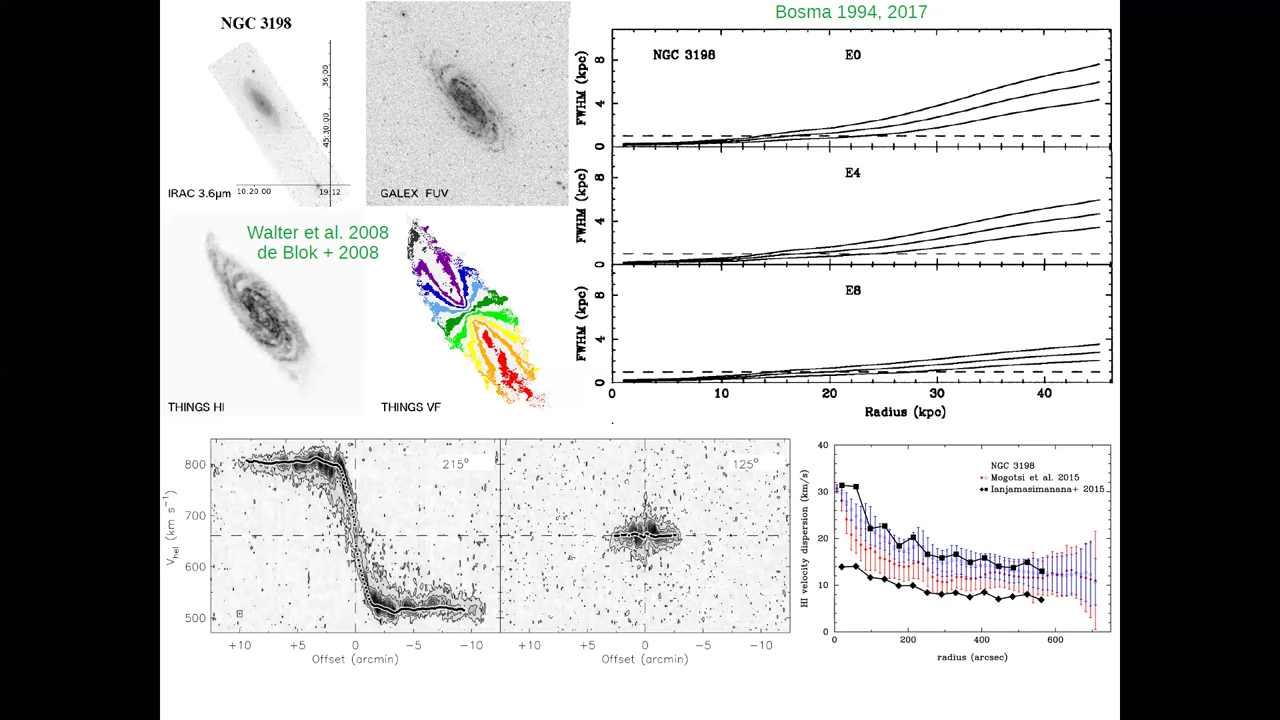 NGC 3198
36:00
45:30:00
IRAC 3.6µm
10:20:00
19:12
GALEX FUV
Walter et al. 2008
de Blok + 2008
THINGS HI
THINGS VF
Bosma 1994, 2017
NGC 3198
E0
FWHM (kpc)
8
4
0
E4
FWHM (kpc)
8
4
0
E8
FWHM (kpc)
8
4
0
0 10 20 30 40
Radius (kpc)
215°
125°
V hel (km s⁻¹)
800
700
600
500
+10 +5 0 −5 −10
Offset (arcmin)
+10 +5 0 −5 −10
Offset (arcmin)
HI velocity dispersion (km/s)
40
30
20
10
0
NGC 3198
Mogotsi et al. 2015
Ianjamasimanana+ 2015
0 200 400 600
radius (arcsec)